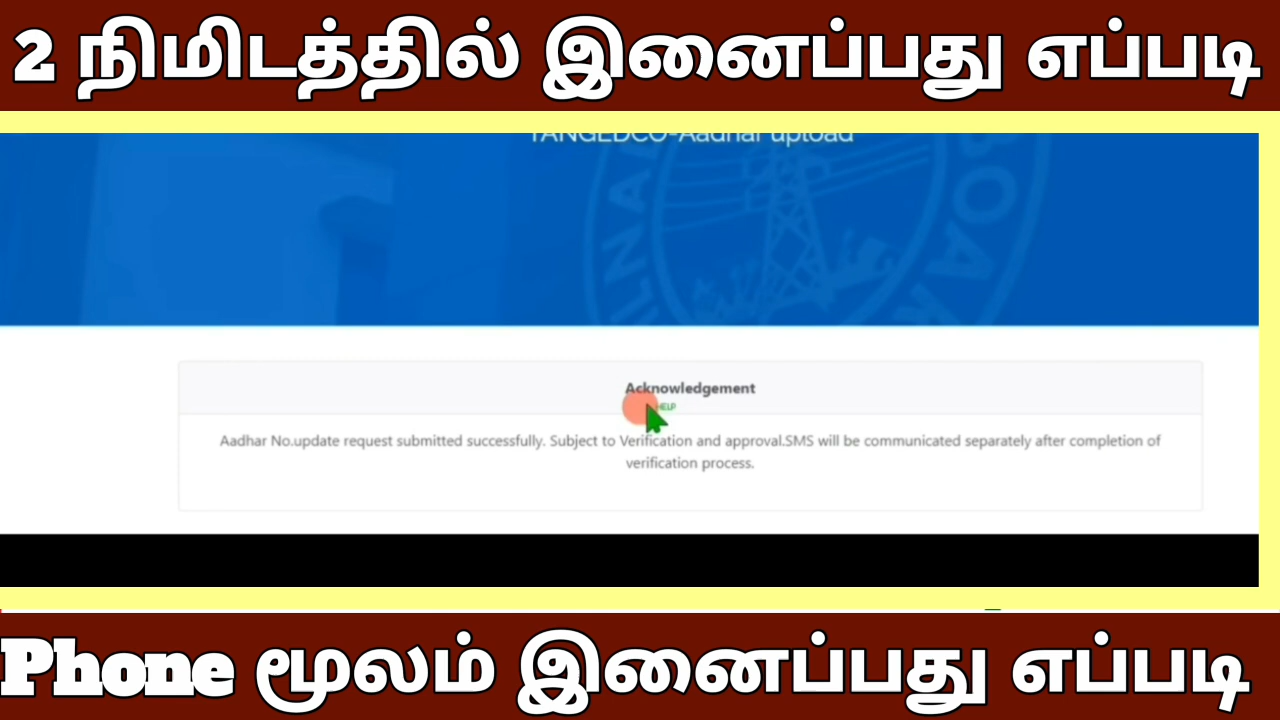 2 நிமிடத்தில் இனைப்பது எப்படி
TANGEDCO-Aadhar upload
Acknowledgement
HELP
Aadhar No.update request submitted successfully. Subject to Verification and approval.SMS will be communicated separately after completion of
verification process.
Phone மூலம் இனைப்பது எப்படி